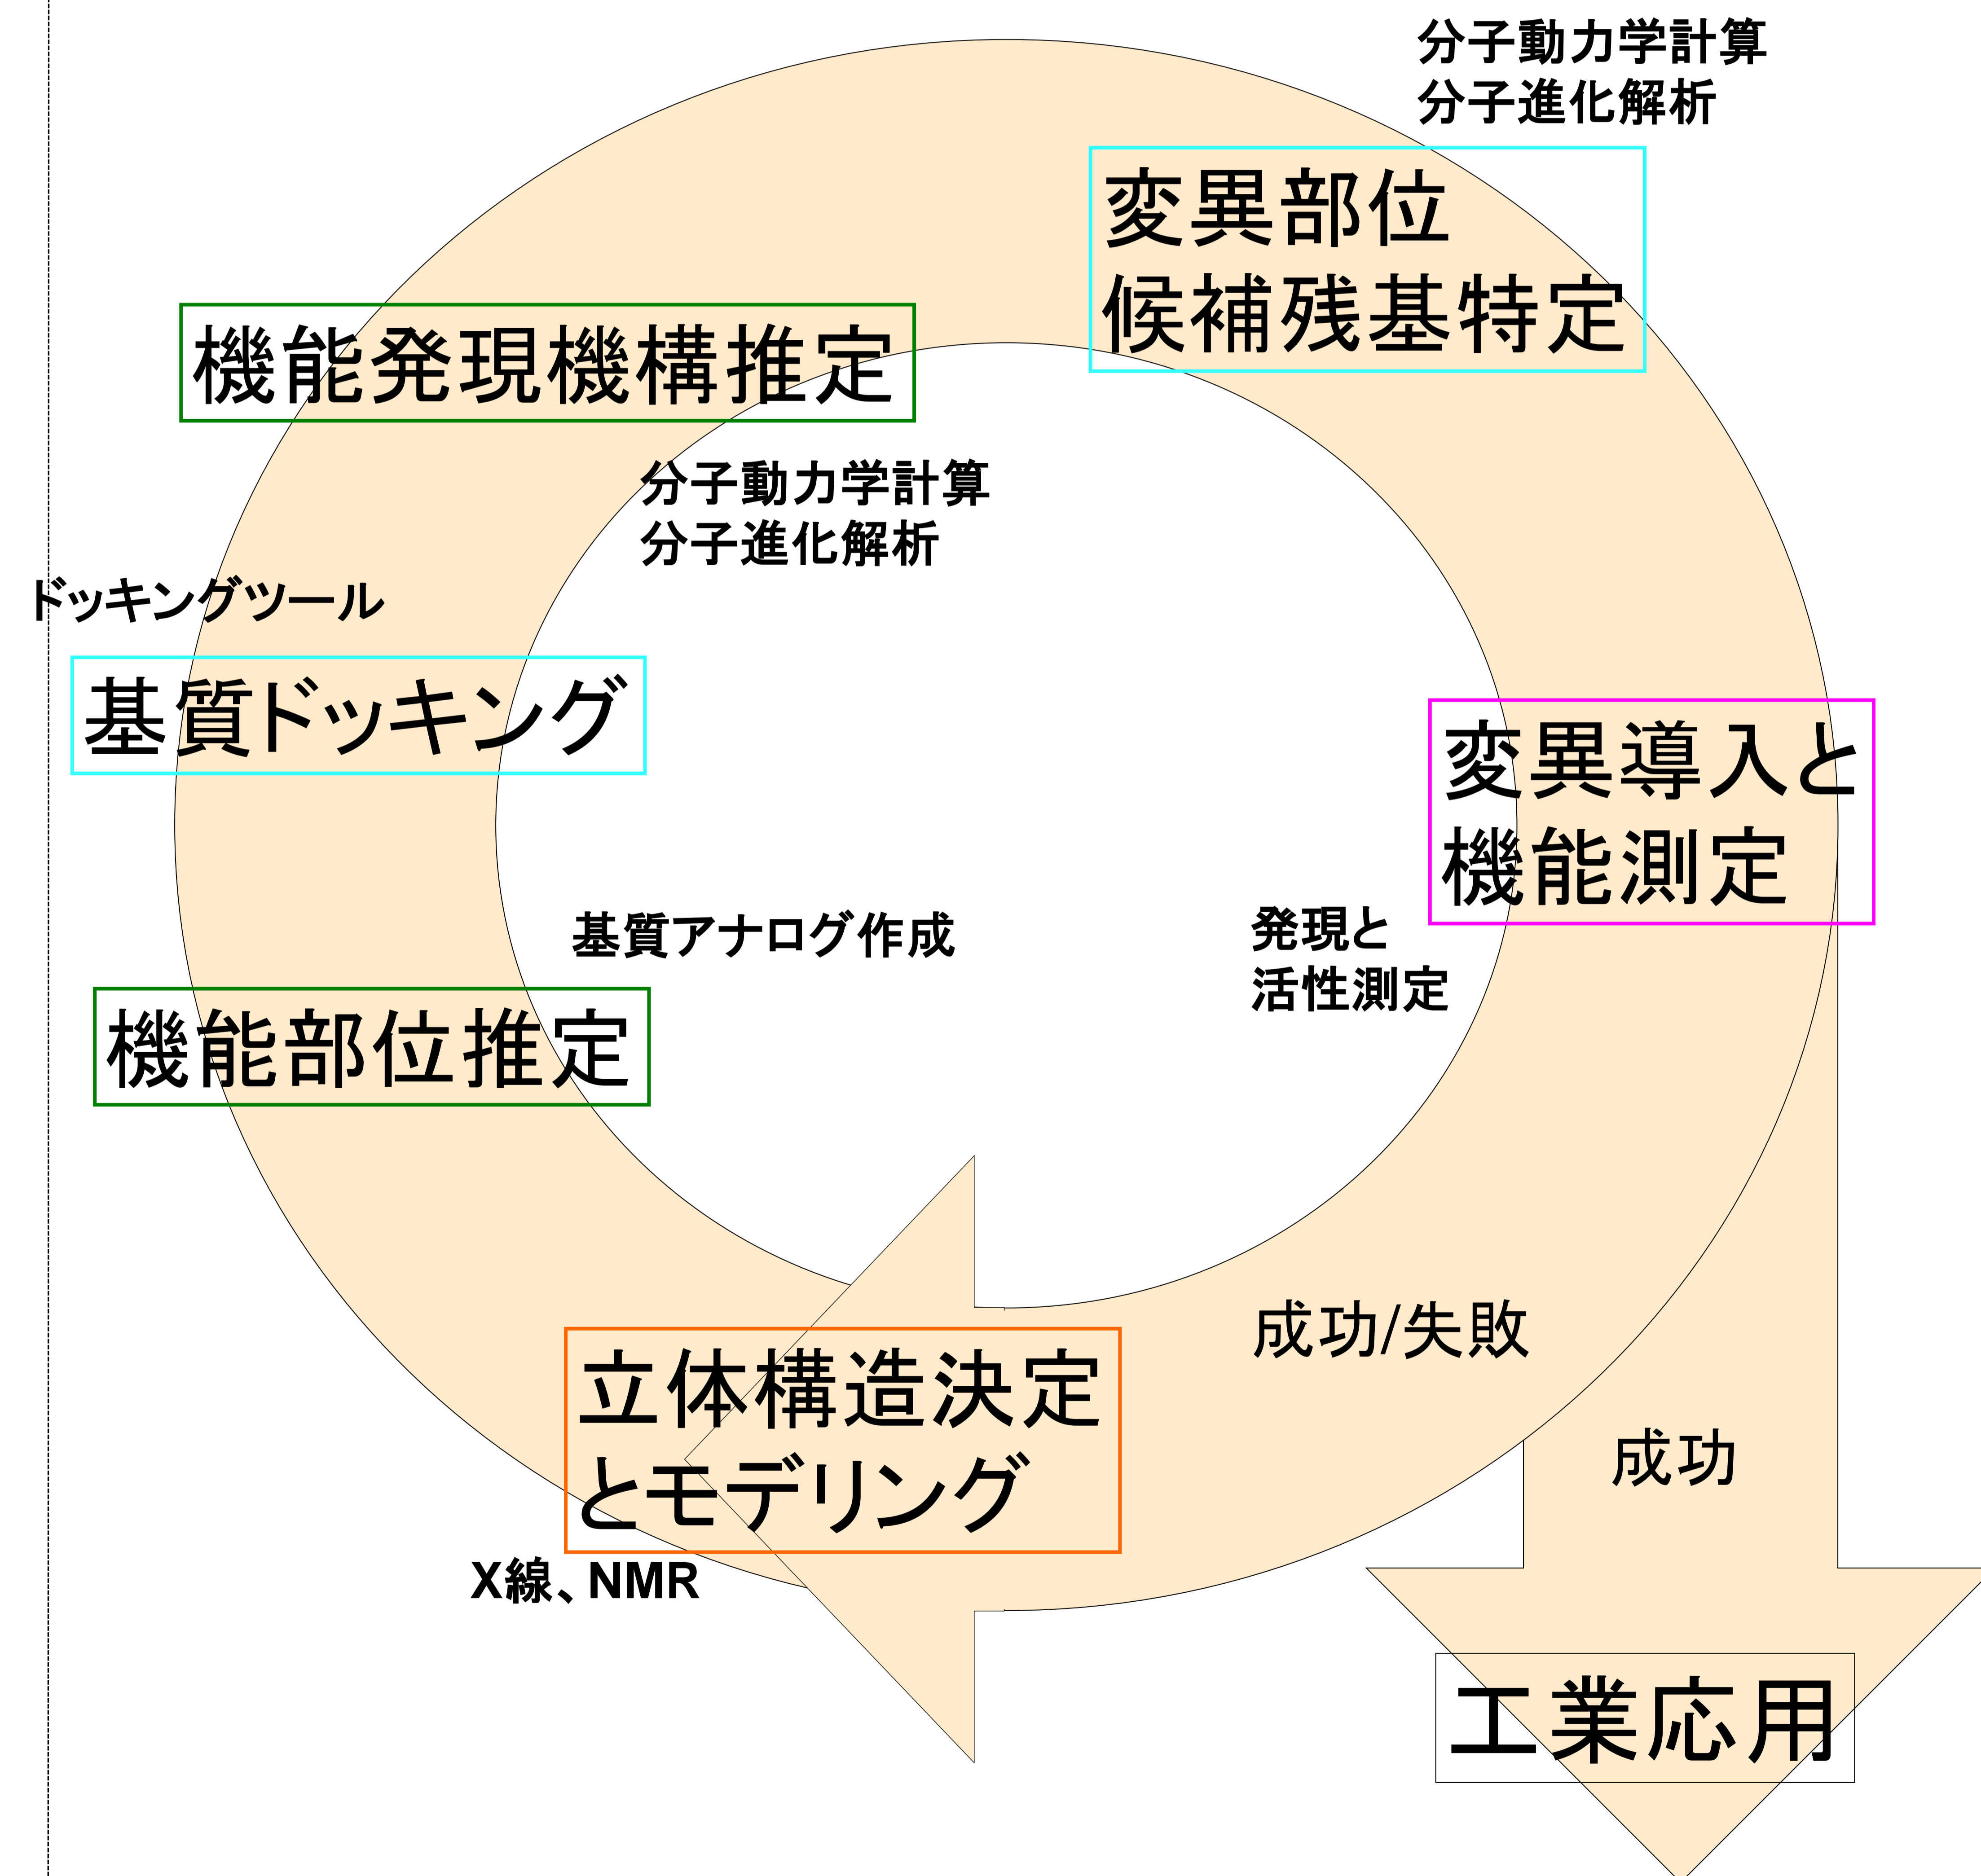 分子動力学計算
分子進化解析
変異部位
候補残基特定
機能発現機構推定
分子動力学計算
分子進化解析
ドッキングツール
基質ドッキング
変異導入と
機能測定
基質アナログ作成
発現と
活性測定
機能部位推定
成功/失敗
立体構造決定
とモデリング
成功
X線、NMR
工業応用